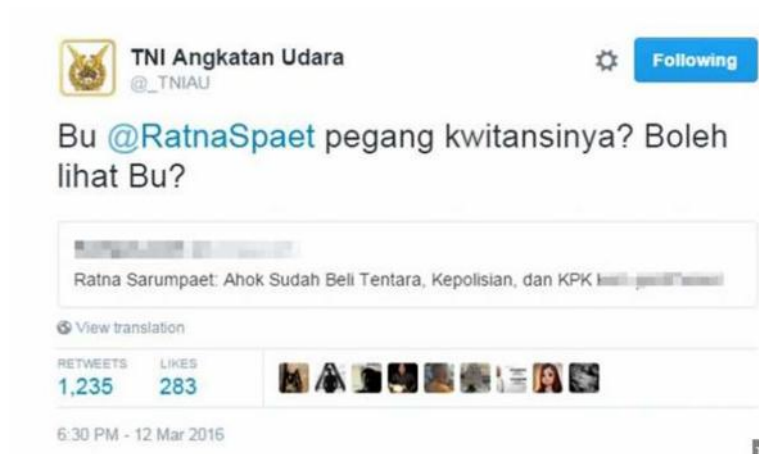 TNI Angkatan Udara
@_TNIAU
Following
Bu @RatnaSpaet pegang kwitansinya? Boleh
lihat Bu?
Ratna Sarumpaet: Ahok Sudah Beli Tentara, Kepolisian, dan KPK
View translation
RETWEETS LIKES
1,235 283
6:30 PM - 12 Mar 2016